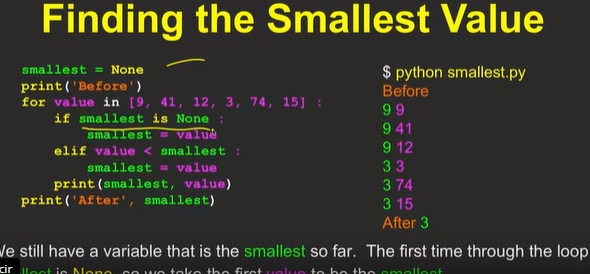 Finding the Smallest Value
smallest = None
print('Before')
for value in [9, 41, 12, 3, 74, 15] :
    if smallest is None :
        smallest = value
    elif value < smallest :
        smallest = value
    print(smallest, value)
print('After', smallest)
$ python smallest.py
Before
9 9
9 41
9 12
3 3
3 74
3 15
After 3
We still have a variable that is the smallest so far. The first time through the loop
cir
smallest is None, so we take the first value to be the smallest.